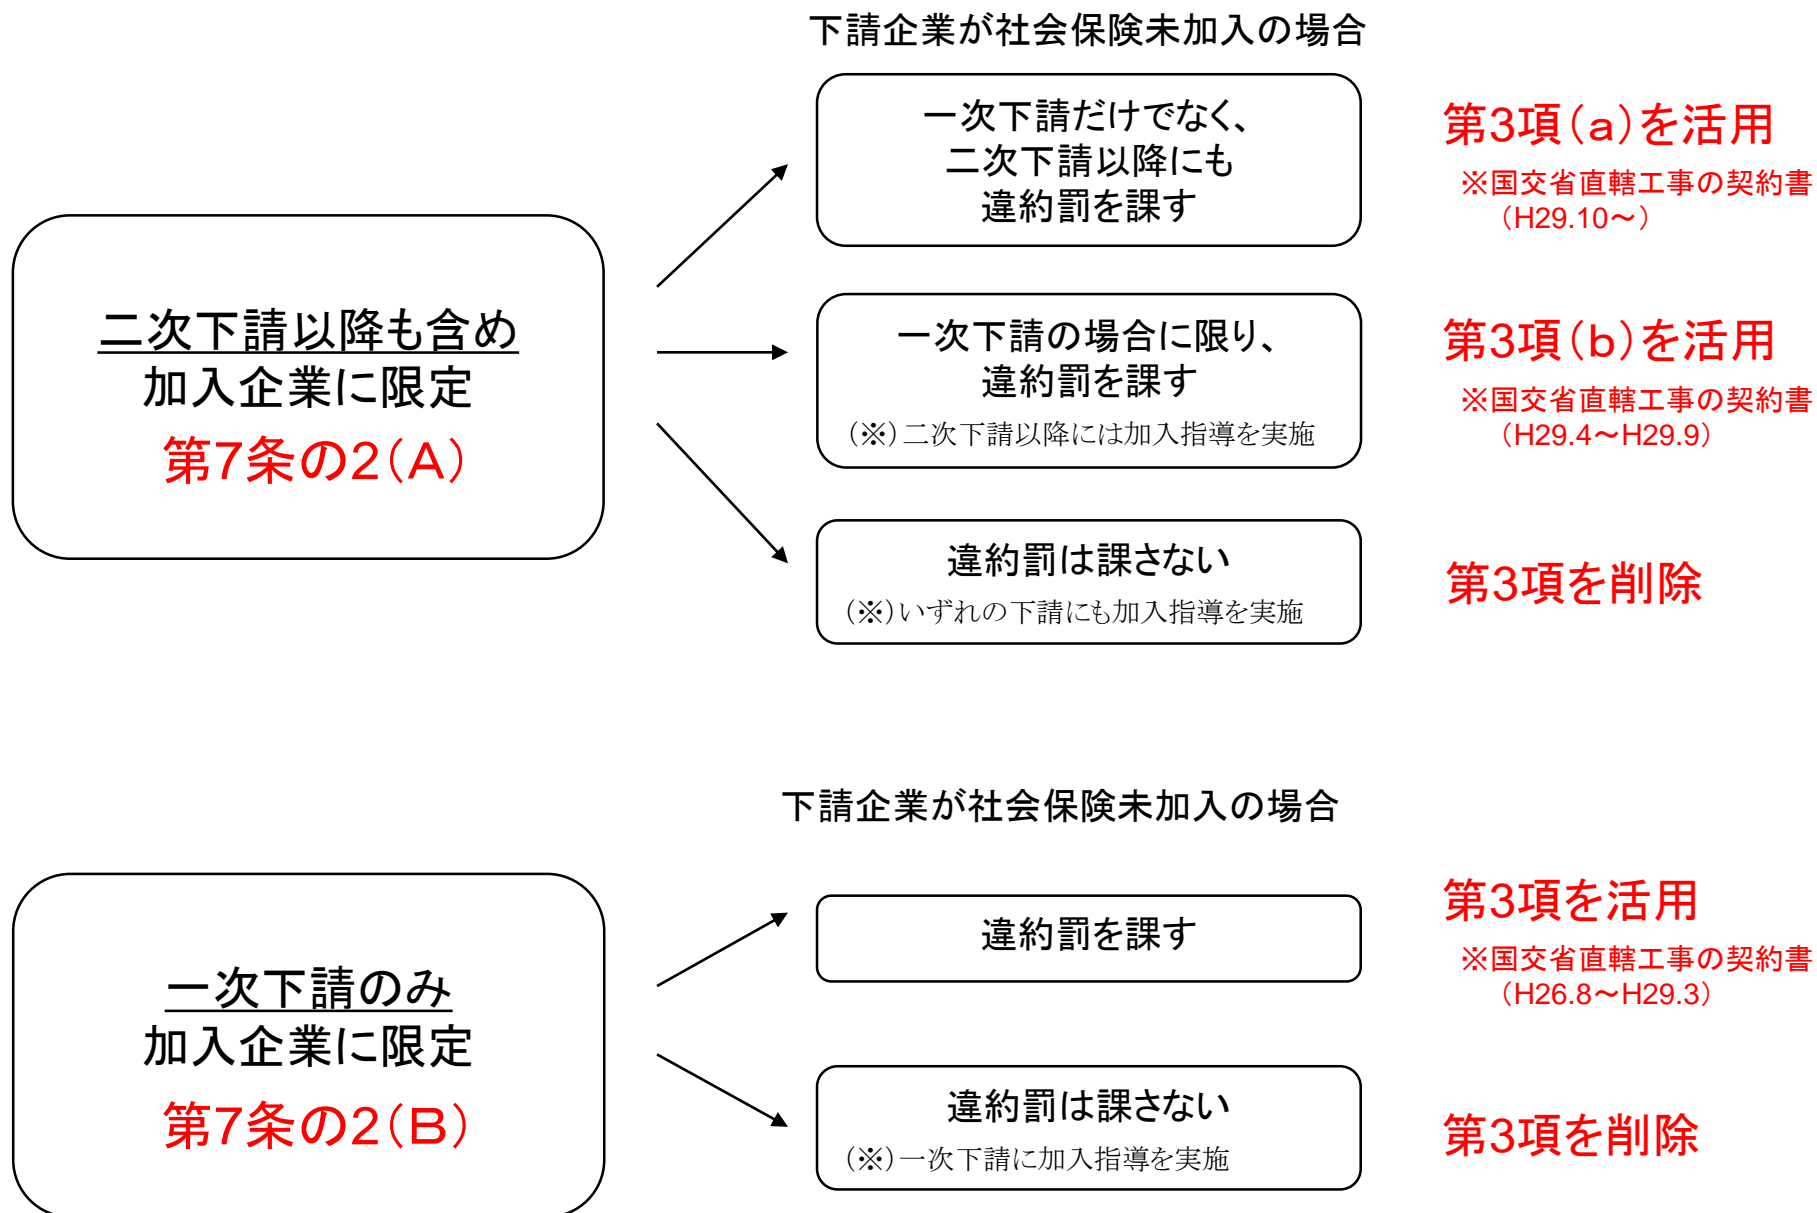 下請企業が社会保険未加入の場合
一次下請だけでなく、
二次下請以降にも
違約罰を課す
第3項(a)を活用
※国交省直轄工事の契約書
(H29.10～)
二次下請以降も含め
加入企業に限定
第7条の2(A)
一次下請の場合に限り、
違約罰を課す
(※)二次下請以降には加入指導を実施
第3項(b)を活用
※国交省直轄工事の契約書
(H29.4～H29.9)
違約罰は課さない
(※)いずれの下請にも加入指導を実施
第3項を削除
下請企業が社会保険未加入の場合
一次下請のみ
加入企業に限定
第7条の2(B)
違約罰を課す
第3項を活用
※国交省直轄工事の契約書
(H26.8～H29.3)
違約罰は課さない
(※)一次下請に加入指導を実施
第3項を削除